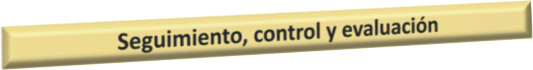 Seguimiento, control y evaluación